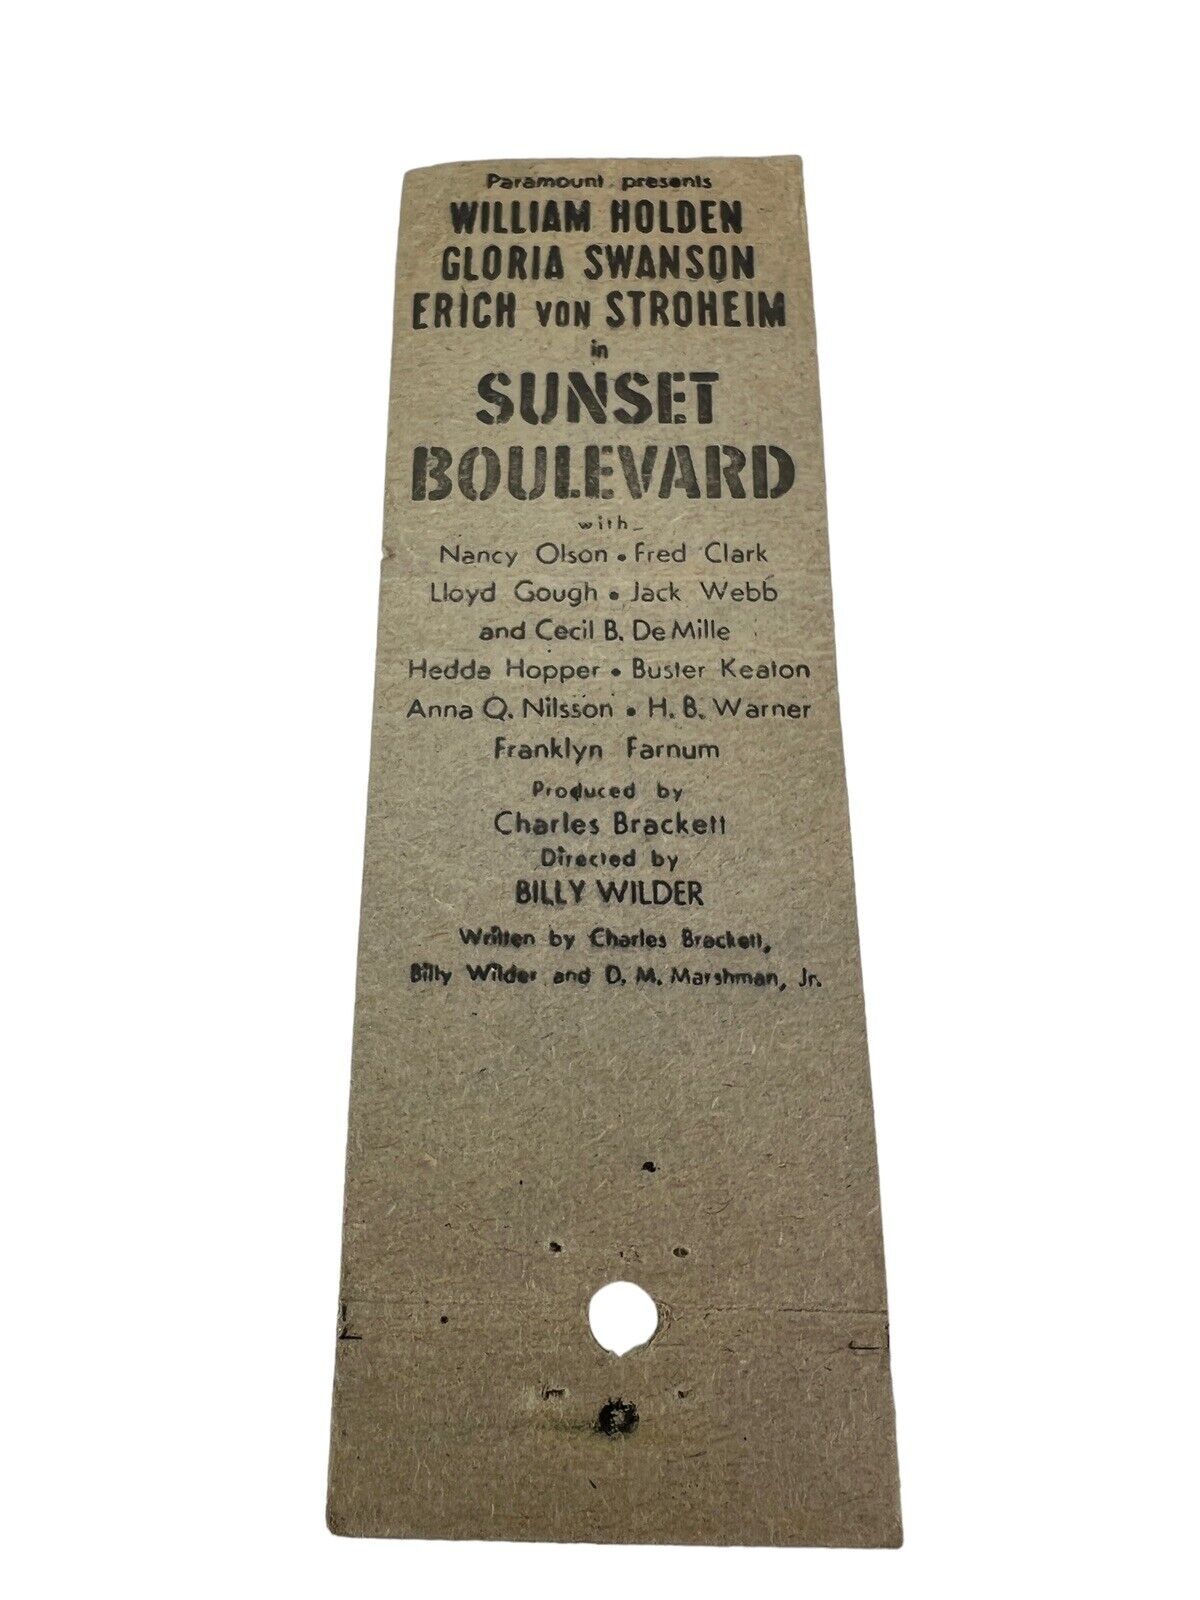 Paramount presents
WILLIAM HOLDEN
GLORIA SWANSON
ERICH VON STROHEIM
in
SUNSET
BOULEVARD
with
Nancy Olson • Fred Clark
Lloyd Gough • Jack Webb
and Cecil B. DeMille
Hedda Hopper • Buster Keaton
Anna Q. Nilsson • H. B. Warner
Franklyn Farnum
Produced by
Charles Brackett
Directed by
BILLY WILDER
Written by Charles Brackett,
Billy Wilder and D. M. Marshman, Jr.